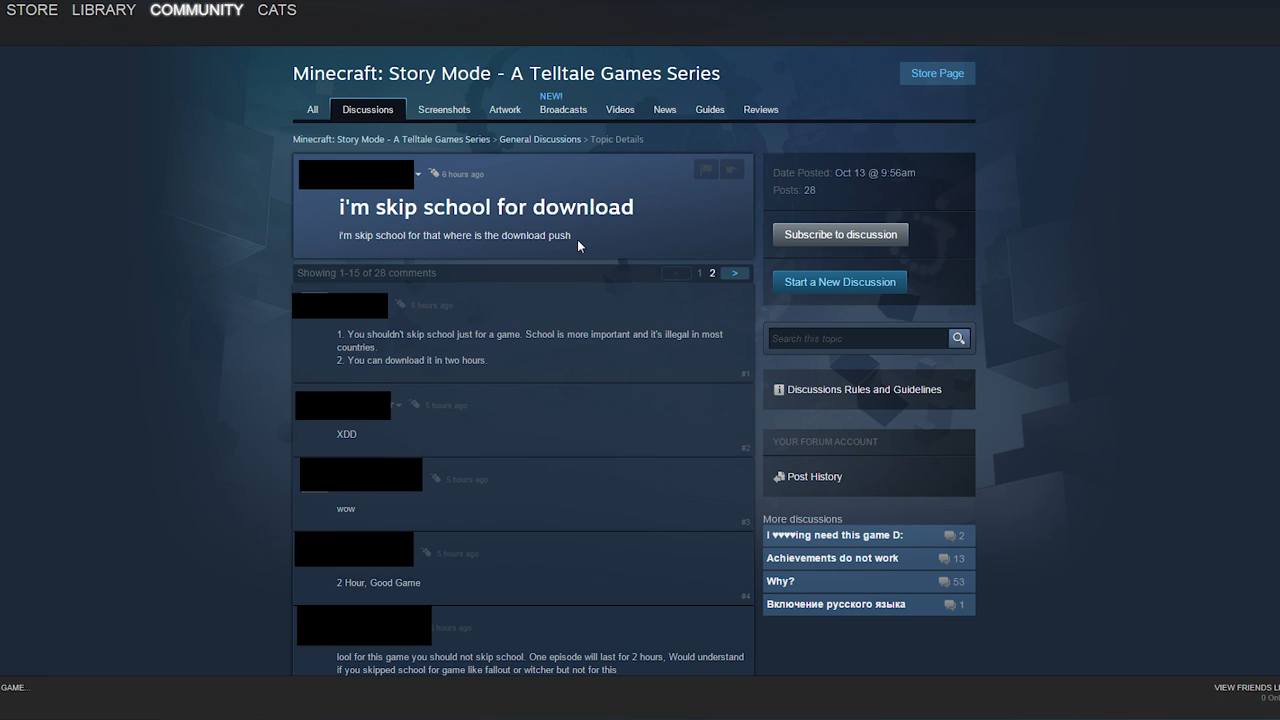 STORE LIBRARY COMMUNITY CATS
Minecraft: Story Mode - A Telltale Games Series
Store Page
NEW!
All Discussions Screenshots Artwork Broadcasts Videos News Guides Reviews
Minecraft: Story Mode - A Telltale Games Series > General Discussions > Topic Details
6 hours ago
i'm skip school for download
i'm skip school for that where is the download push
Showing 1-15 of 28 comments
< 1 2 >
6 hours ago
1. You shouldn't skip school just for a game. School is more important and it's illegal in most
countries.
2. You can download it in two hours.
#1
5 hours ago
XDD
#2
5 hours ago
wow
#3
5 hours ago
2 Hour, Good Game
#4
hours ago
lool for this game you should not skip school. One episode will last for 2 hours, Would understand
if you skipped school for game like fallout or witcher but not for this
Date Posted: Oct 13 @ 9:56am
Posts: 28
Subscribe to discussion
Start a New Discussion
Search this topic
Discussions Rules and Guidelines
YOUR FORUM ACCOUNT
Post History
More discussions
I ♥♥♥♥ing need this game D: 2
Achievements do not work 13
Why? 53
Включение русского языка 1
GAME...
VIEW FRIENDS LI
0 On